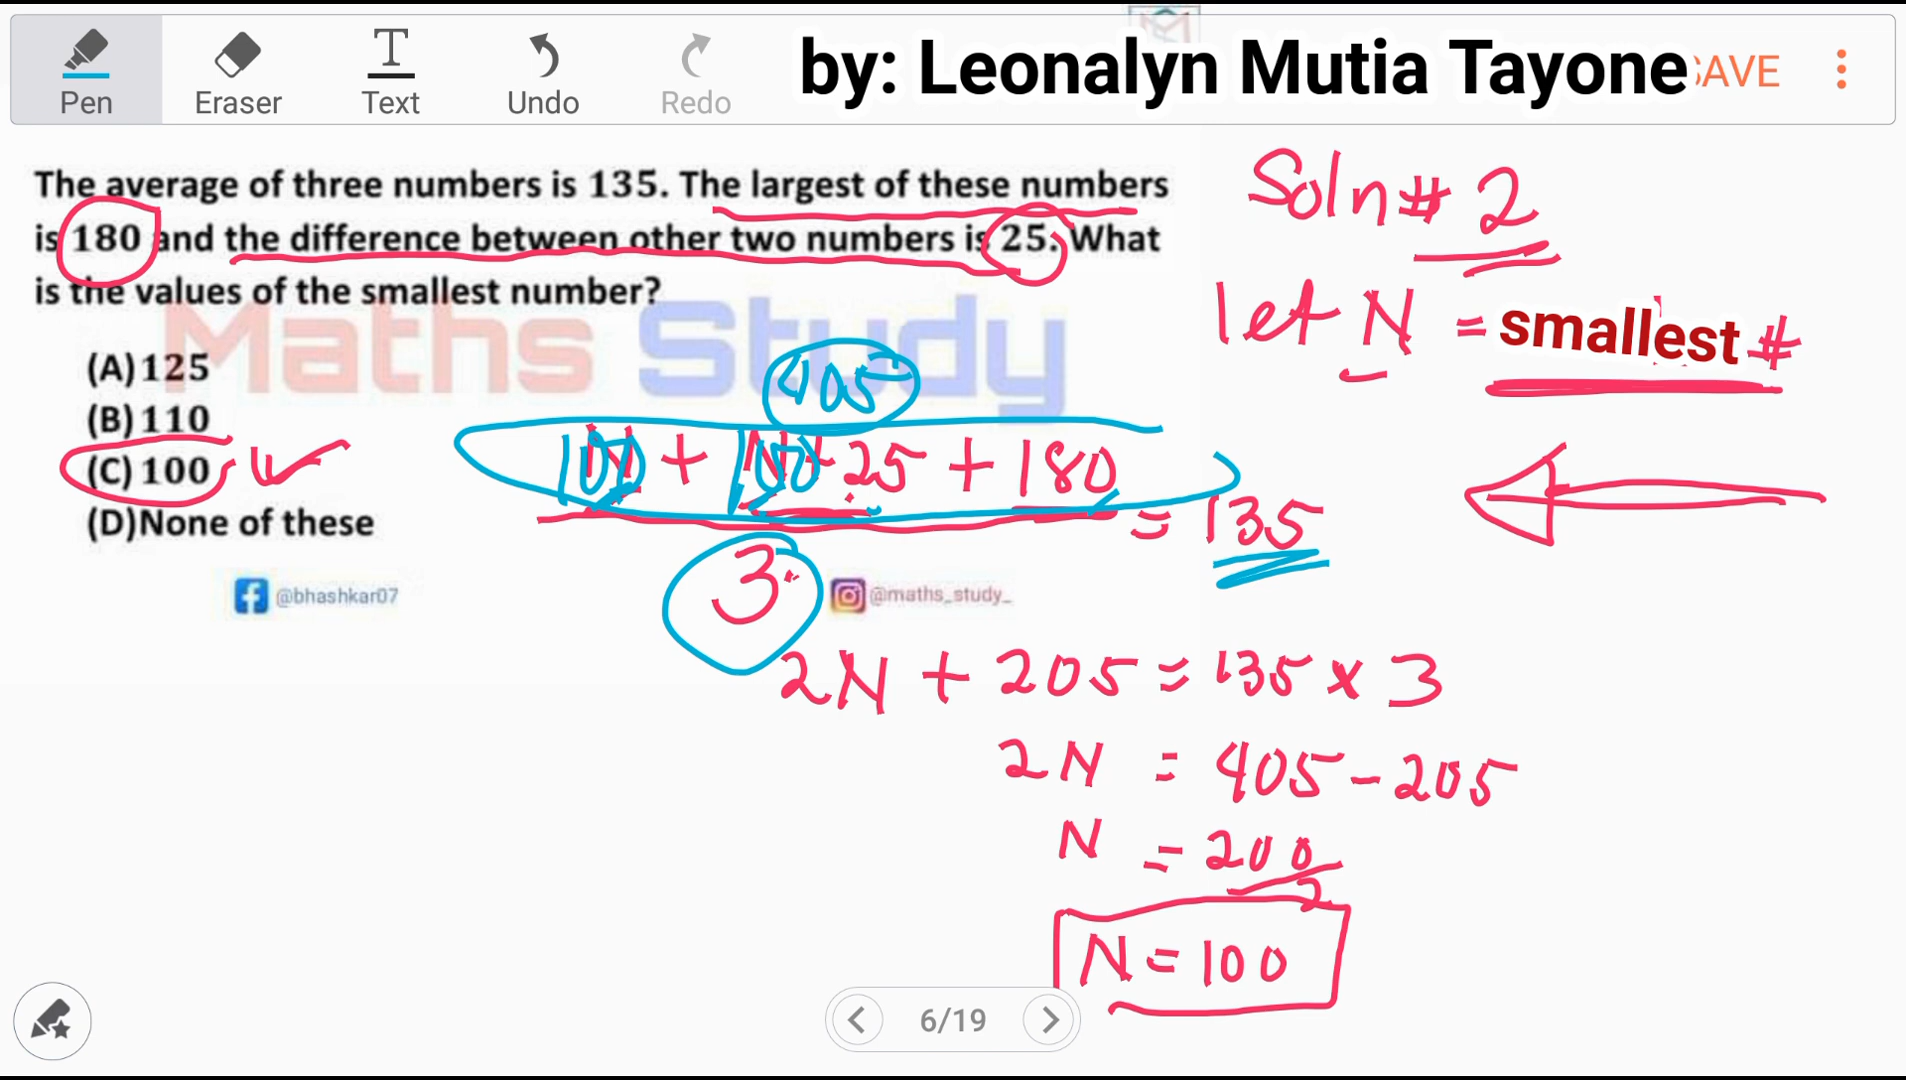 Pen Eraser Text Undo Redo by: Leonalyn Mutia Tayone SAVE
The average of three numbers is 135. The largest of these numbers
is 180 and the difference between other two numbers is 25. What
is the values of the smallest number?
Maths Study
(A) 125
(B) 110
(C) 100
(D) None of these
@bhashkar07
@maths_study_
Soln # 2
let N = smallest #
405
100 + 100 + 25 + 180
3
= 135
2N + 205 = 135 x 3
2N = 405 - 205
N = 200
2
N = 100
6/19